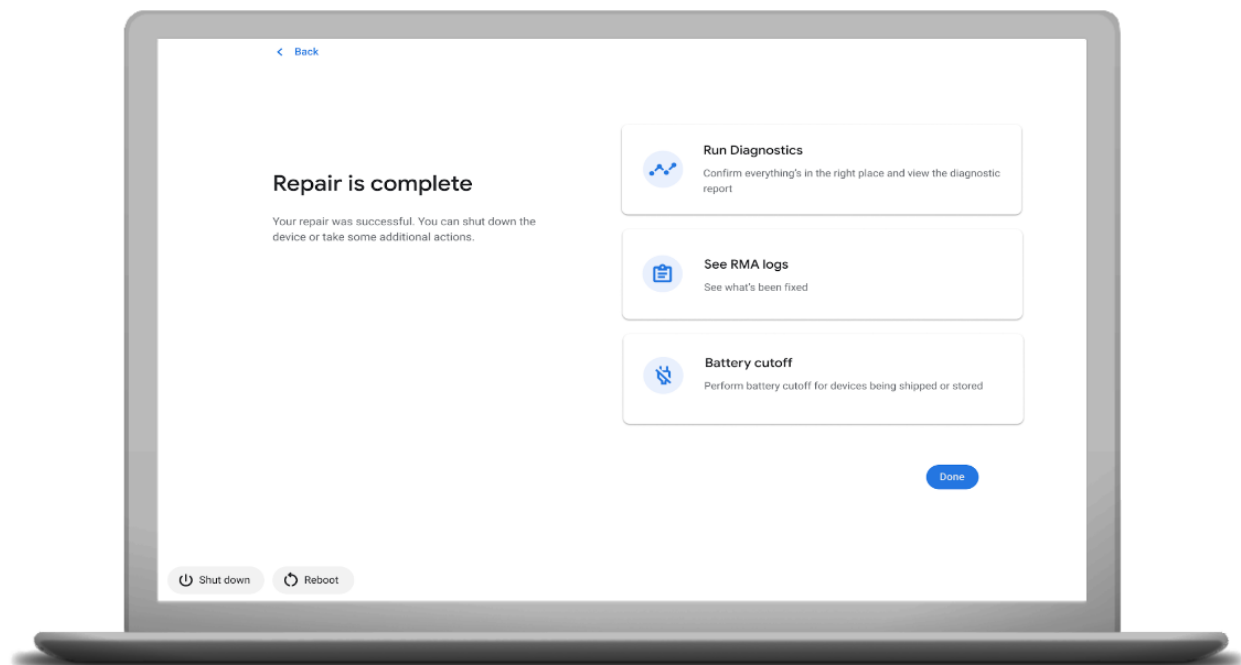 Back
Repair is complete
Your repair was successful. You can shut down the
device or take some additional actions.
Run Diagnostics
Confirm everything's in the right place and view the diagnostic
report
See RMA logs
See what's been fixed
Battery cutoff
Perform battery cutoff for devices being shipped or stored
Done
Shut down
Reboot